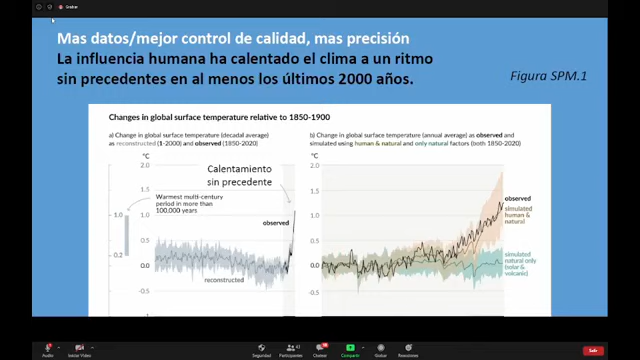 Grabar
Mas datos/mejor control de calidad, mas precisión
La influencia humana ha calentado el clima a un ritmo
sin precedentes en al menos los últimos 2000 años.
Figura SPM.1
Changes in global surface temperature relative to 1850-1900
a) Change in global surface temperature (decadal average)
as reconstructed (1-2000) and observed (1850-2020)
b) Change in global surface temperature (annual average) as observed and
simulated using human & natural and only natural factors (both 1850-2020)
°C
2.0
1.5
1.0
0.5
0.0
-0.5
1.0
0.2
Warmest multi-century
period in more than
100,000 years
Calentamiento
sin precedente
observed
reconstructed
°C
2.0
1.5
1.0
0.5
0.0
-0.5
observed
simulated
human &
natural
simulated
natural only
(solar &
volcanic)
Audio
Iniciar Video
Seguridad
Participantes
Chatear
Compartir
Grabar
Reacciones
Salir